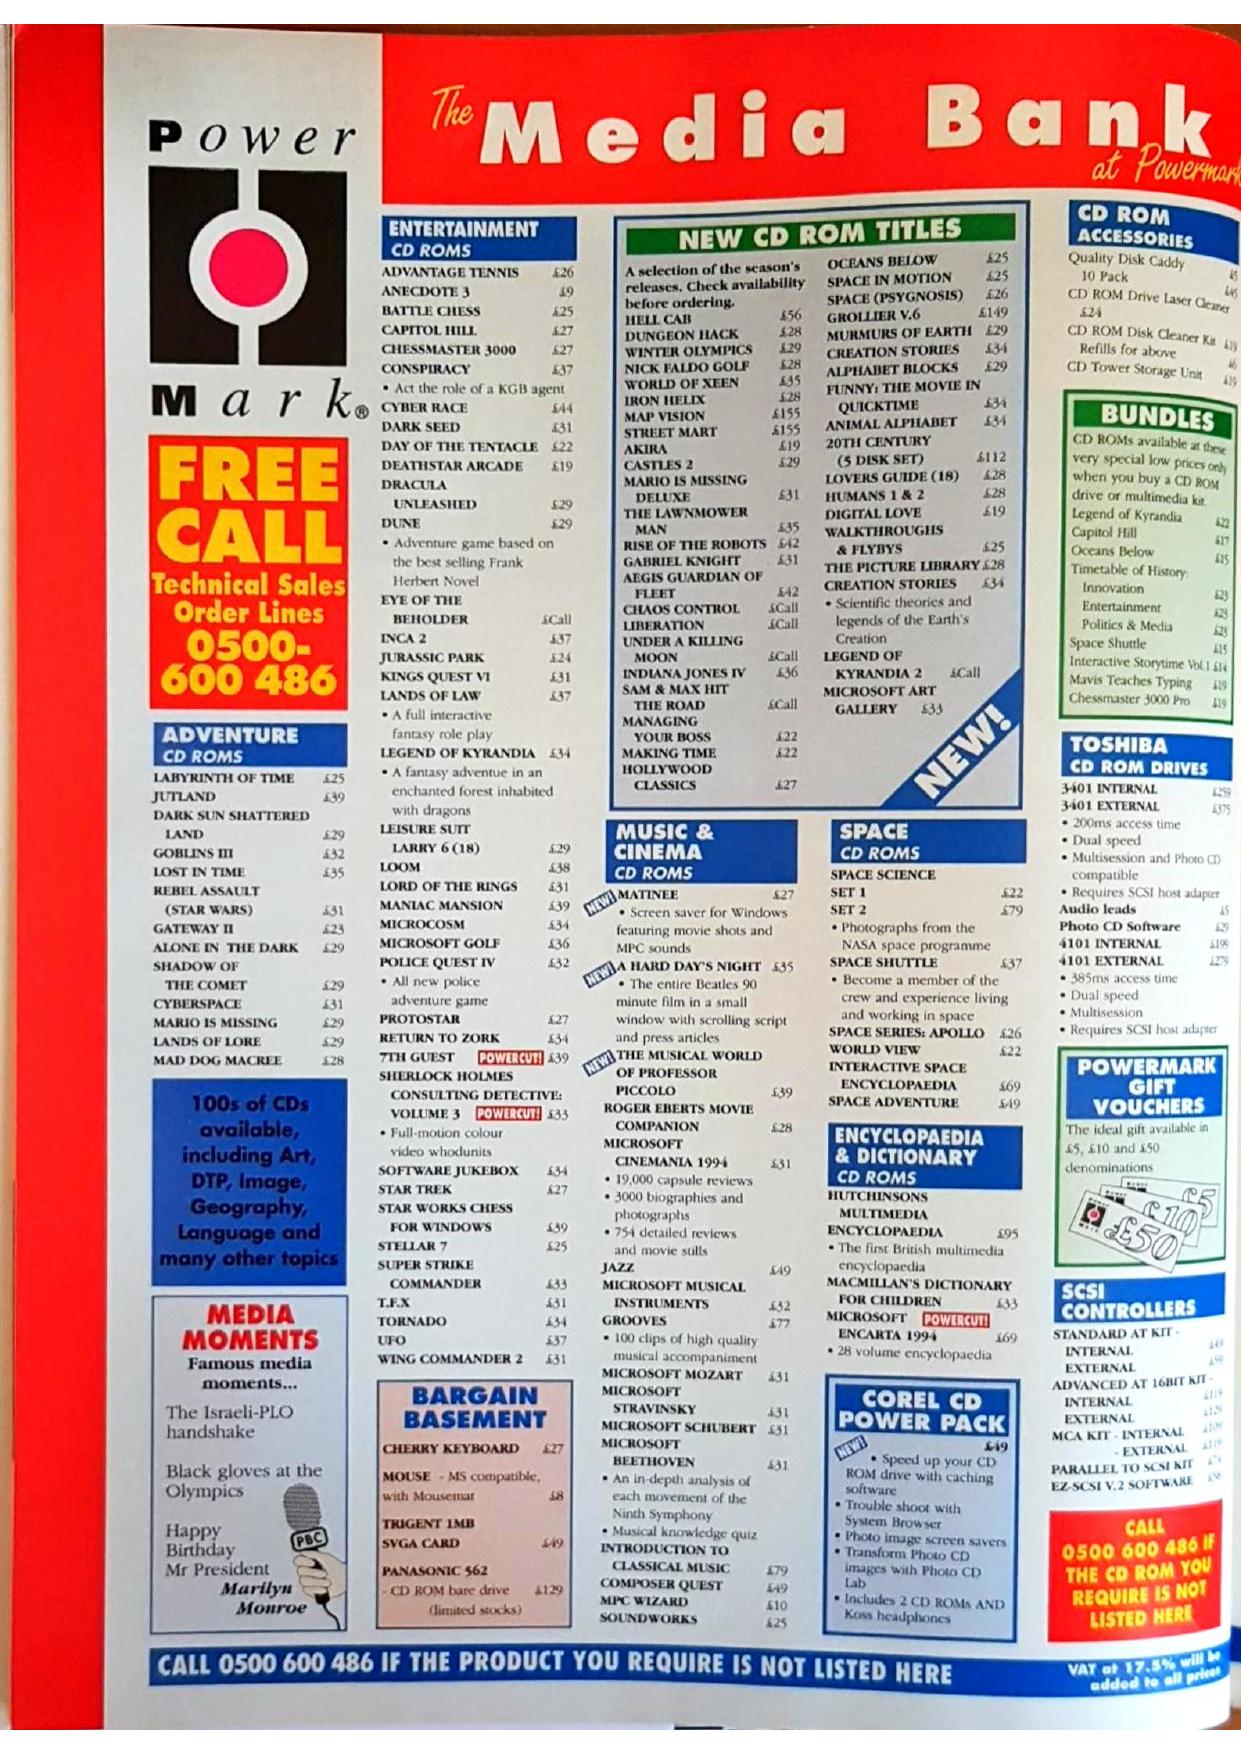 Power
Mark®
The Media Bank
at Powermark
FREE
CALL
Technical Sales
Order Lines
0500-
600 486
ADVENTURE
CD ROMS
LABYRINTH OF TIME £25
JUTLAND £39
DARK SUN SHATTERED
LAND £29
GOBLINS III £32
LOST IN TIME £35
REBEL ASSAULT
(STAR WARS) £31
GATEWAY II £23
ALONE IN THE DARK £29
SHADOW OF
THE COMET £29
CYBERSPACE £31
MARIO IS MISSING £29
LANDS OF LORE £29
MAD DOG MACREE £28
100s of CDs
available,
including Art,
DTP, Image,
Geography,
Language and
many other topics
MEDIA
MOMENTS
Famous media
moments...
The Israeli-PLO
handshake
Black gloves at the
Olympics
Happy
Birthday
Mr President
Marilyn
Monroe
PBC
ENTERTAINMENT
CD ROMS
ADVANTAGE TENNIS £26
ANECDOTE 3 £9
BATTLE CHESS £25
CAPITOL HILL £27
CHESSMASTER 3000 £27
CONSPIRACY £37
• Act the role of a KGB agent
CYBER RACE £44
DARK SEED £31
DAY OF THE TENTACLE £22
DEATHSTAR ARCADE £19
DRACULA
UNLEASHED £29
DUNE £29
• Adventure game based on
the best selling Frank
Herbert Novel
EYE OF THE
BEHOLDER £Call
INCA 2 £37
JURASSIC PARK £24
KINGS QUEST VI £31
LANDS OF LAW £37
• A full interactive
fantasy role play
LEGEND OF KYRANDIA £34
• A fantasy adventue in an
enchanted forest inhabited
with dragons
LEISURE SUIT
LARRY 6 (18) £29
LOOM £38
LORD OF THE RINGS £31
MANIAC MANSION £39
MICROCOSM £34
MICROSOFT GOLF £36
POLICE QUEST IV £32
• All new police
adventure game
PROTOSTAR £27
RETURN TO ZORK £34
7TH GUEST POWERCUT! £39
SHERLOCK HOLMES
CONSULTING DETECTIVE:
VOLUME 3 POWERCUT! £33
• Full-motion colour
video whodunits
SOFTWARE JUKEBOX £34
STAR TREK £27
STAR WORKS CHESS
FOR WINDOWS £39
STELLAR 7 £25
SUPER STRIKE
COMMANDER £33
T.F.X £31
TORNADO £34
UFO £37
WING COMMANDER 2 £31
BARGAIN
BASEMENT
CHERRY KEYBOARD £27
MOUSE - MS compatible,
with Mousemat £8
TRIGENT 1MB
SVGA CARD £49
PANASONIC 562
- CD ROM bare drive £129
(limited stocks)
NEW CD ROM TITLES
A selection of the season's
releases. Check availability
before ordering.
HELL CAB £56
DUNGEON HACK £28
WINTER OLYMPICS £29
NICK FALDO GOLF £28
WORLD OF XEEN £35
IRON HELIX £28
MAP VISION £155
STREET MART £155
AKIRA £19
CASTLES 2 £29
MARIO IS MISSING
DELUXE £31
THE LAWNMOWER
MAN £35
RISE OF THE ROBOTS £42
GABRIEL KNIGHT £31
AEGIS GUARDIAN OF
FLEET £42
CHAOS CONTROL £Call
LIBERATION £Call
UNDER A KILLING
MOON £Call
INDIANA JONES IV £36
SAM & MAX HIT
THE ROAD £Call
MANAGING
YOUR BOSS £22
MAKING TIME £22
HOLLYWOOD
CLASSICS £27
OCEANS BELOW £25
SPACE IN MOTION £25
SPACE (PSYGNOSIS) £26
GROLLIER V.6 £149
MURMURS OF EARTH £29
CREATION STORIES £34
ALPHABET BLOCKS £29
FUNNY: THE MOVIE IN
QUICKTIME £34
ANIMAL ALPHABET £34
20TH CENTURY
(5 DISK SET) £112
LOVERS GUIDE (18) £28
HUMANS 1 & 2 £28
DIGITAL LOVE £19
WALKTHROUGHS
& FLYBYS £25
THE PICTURE LIBRARY £28
CREATION STORIES £34
• Scientific theories and
legends of the Earth's
Creation
LEGEND OF
KYRANDIA 2 £Call
MICROSOFT ART
GALLERY £33
NEW!
MUSIC &
CINEMA
CD ROMS
NEW! MATINEE £27
• Screen saver for Windows
featuring movie shots and
MPC sounds
NEW! A HARD DAY'S NIGHT £35
• The entire Beatles 90
minute film in a small
window with scrolling script
and press articles
NEW! THE MUSICAL WORLD
OF PROFESSOR
PICCOLO £39
ROGER EBERTS MOVIE
COMPANION £28
MICROSOFT
CINEMANIA 1994 £31
• 19,000 capsule reviews
• 3000 biographies and
photographs
• 754 detailed reviews
and movie stills
JAZZ £49
MICROSOFT MUSICAL
INSTRUMENTS £32
GROOVES £77
• 100 clips of high quality
musical accompaniment
MICROSOFT MOZART £31
MICROSOFT
STRAVINSKY £31
MICROSOFT SCHUBERT £31
MICROSOFT
BEETHOVEN £31
• An in-depth analysis of
each movement of the
Ninth Symphony
• Musical knowledge quiz
INTRODUCTION TO
CLASSICAL MUSIC £79
COMPOSER QUEST £49
MPC WIZARD £10
SOUNDWORKS £25
SPACE
CD ROMS
SPACE SCIENCE
SET 1 £22
SET 2 £79
• Photographs from the
NASA space programme
SPACE SHUTTLE £37
• Become a member of the
crew and experience living
and working in space
SPACE SERIES: APOLLO £26
WORLD VIEW £22
INTERACTIVE SPACE
ENCYCLOPAEDIA £69
SPACE ADVENTURE £49
ENCYCLOPAEDIA
& DICTIONARY
CD ROMS
HUTCHINSONS
MULTIMEDIA
ENCYCLOPAEDIA £95
• The first British multimedia
encyclopaedia
MACMILLAN'S DICTIONARY
FOR CHILDREN £33
MICROSOFT POWERCUT!
ENCARTA 1994 £69
• 28 volume encyclopaedia
COREL CD
POWER PACK
NEW! £49
• Speed up your CD
ROM drive with caching
software
• Trouble shoot with
System Browser
• Photo image screen savers
• Transform Photo CD
images with Photo CD
Lab
• Includes 2 CD ROMs AND
Koss headphones
CD ROM
ACCESSORIES
Quality Disk Caddy £5
10 Pack £45
CD ROM Drive Laser Cleaner
£24
CD ROM Disk Cleaner Kit £19
Refills for above £6
CD Tower Storage Unit £19
BUNDLES
CD ROMs available at these
very special low prices only
when you buy a CD ROM
drive or multimedia kit.
Legend of Kyrandia £22
Capitol Hill £17
Oceans Below £15
Timetable of History:
Innovation £23
Entertainment £23
Politics & Media £23
Space Shuttle £15
Interactive Storytime Vol.1 £14
Mavis Teaches Typing £19
Chessmaster 3000 Pro £19
TOSHIBA
CD ROM DRIVES
3401 INTERNAL £259
3401 EXTERNAL £375
• 200ms access time
• Dual speed
• Multisession and Photo CD
compatible
• Requires SCSI host adapter
Audio leads £5
Photo CD Software £29
4101 INTERNAL £199
4101 EXTERNAL £279
• 385ms access time
• Dual speed
• Multisession
• Requires SCSI host adapter
POWERMARK
GIFT
VOUCHERS
The ideal gift available in
£5, £10 and £50
denominations
£5
£10
£50
SCSI
CONTROLLERS
STANDARD AT KIT -
INTERNAL £49
EXTERNAL £59
ADVANCED AT 16BIT KIT -
INTERNAL £119
EXTERNAL £129
MCA KIT - INTERNAL £109
- EXTERNAL £119
PARALLEL TO SCSI KIT
EZ-SCSI V.2 SOFTWARE
CALL
0500 600 486 IF
THE CD ROM YOU
REQUIRE IS NOT
LISTED HERE
CALL 0500 600 486 IF THE PRODUCT YOU REQUIRE IS NOT LISTED HERE
VAT at 17.5% will be
added to all prices